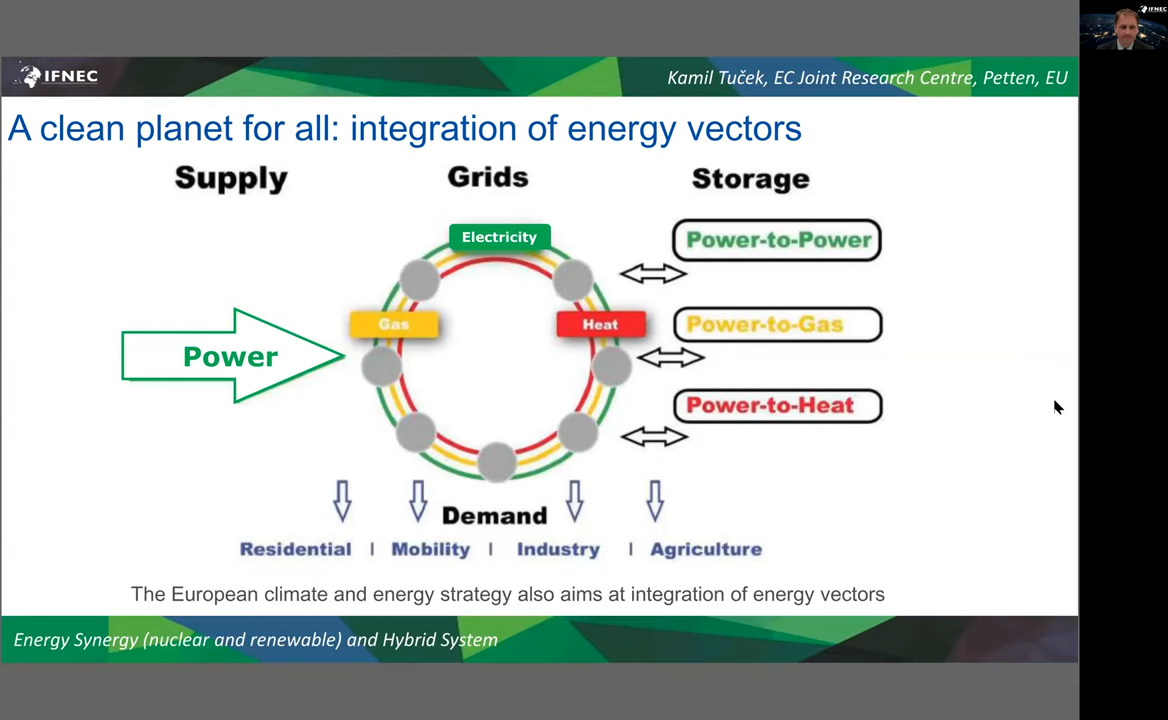 IFNEC
IFNEC
Kamil Tuček, EC Joint Research Centre, Petten, EU
A clean planet for all: integration of energy vectors
Supply
Grids
Storage
Electricity
Power-to-Power
Gas
Heat
Power-to-Gas
Power
Power-to-Heat
Demand
Residential | Mobility | Industry | Agriculture
The European climate and energy strategy also aims at integration of energy vectors
Energy Synergy (nuclear and renewable) and Hybrid System